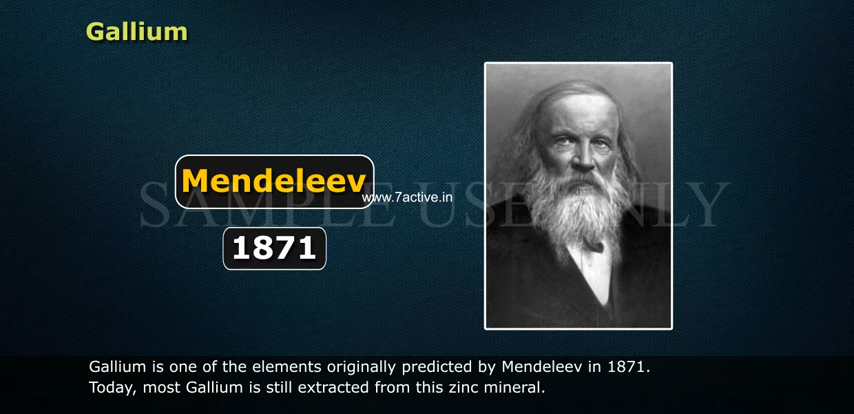 Gallium
Mendeleev
www.7active.in
SAMPLE USE ONLY
1871
Gallium is one of the elements originally predicted by Mendeleev in 1871.
Today, most Gallium is still extracted from this zinc mineral.